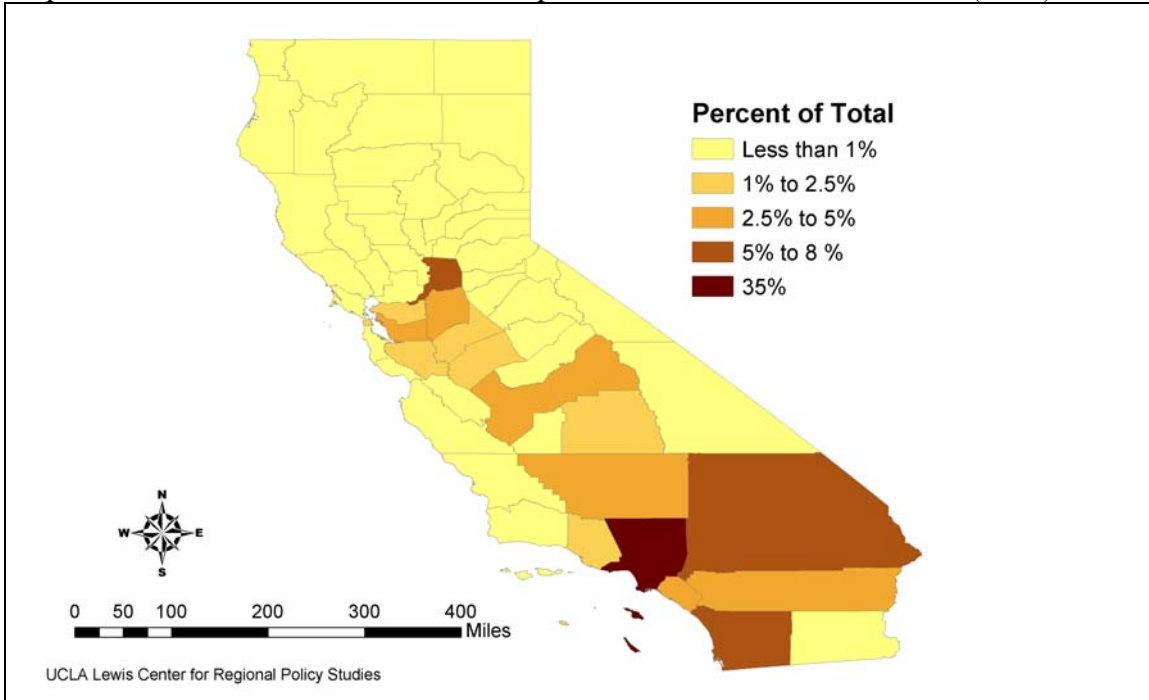 Percent of Total
Less than 1%
1% to 2.5%
2.5% to 5%
5% to 8 %
35%
N
W E
S
0 50 100 200 300 400
Miles
UCLA Lewis Center for Regional Policy Studies